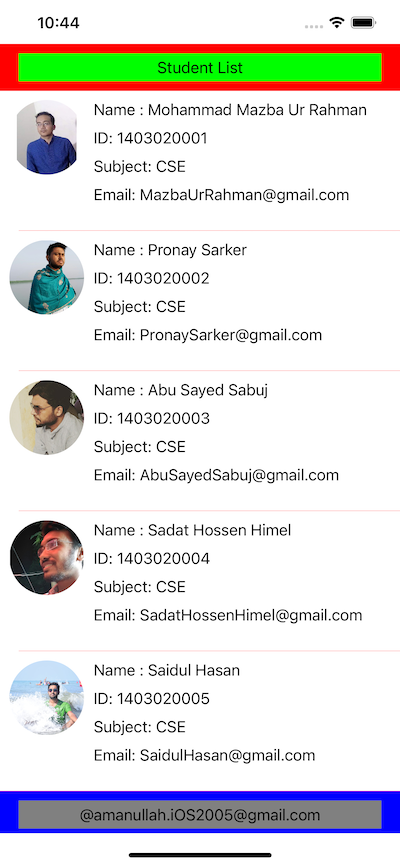 10:44
Student List
Name : Mohammad Mazba Ur Rahman
ID: 1403020001
Subject: CSE
Email: MazbaUrRahman@gmail.com
Name : Pronay Sarker
ID: 1403020002
Subject: CSE
Email: PronaySarker@gmail.com
Name : Abu Sayed Sabuj
ID: 1403020003
Subject: CSE
Email: AbuSayedSabuj@gmail.com
Name : Sadat Hossen Himel
ID: 1403020004
Subject: CSE
Email: SadatHossenHimel@gmail.com
Name : Saidul Hasan
ID: 1403020005
Subject: CSE
Email: SaidulHasan@gmail.com
@amanullah.iOS2005@gmail.com